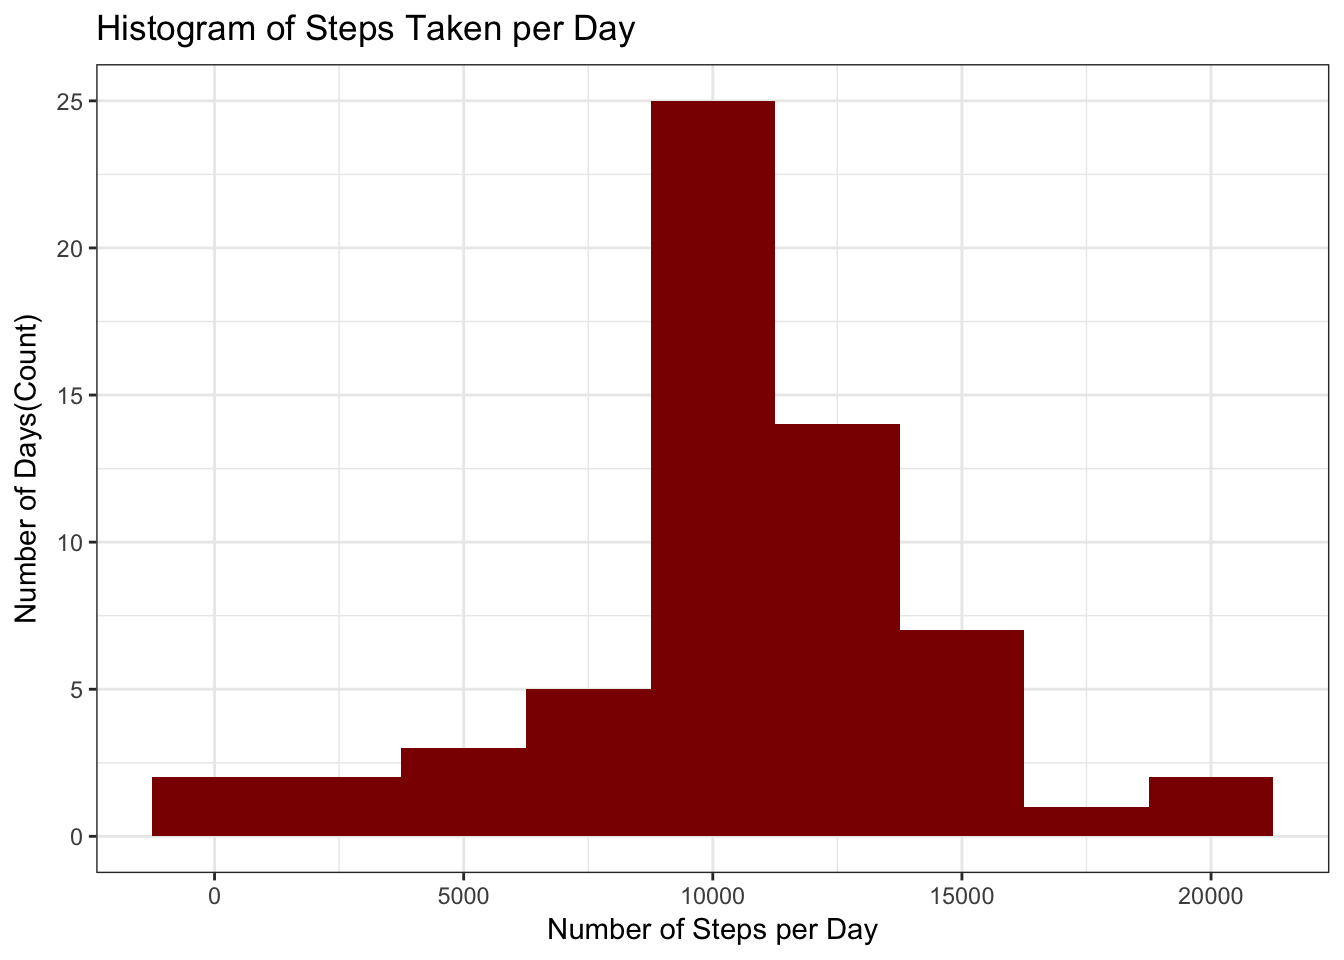 Histogram of Steps Taken per Day
Number of Days(Count)
25
20
15
10
5
0
0 5000 10000 15000 20000
Number of Steps per Day